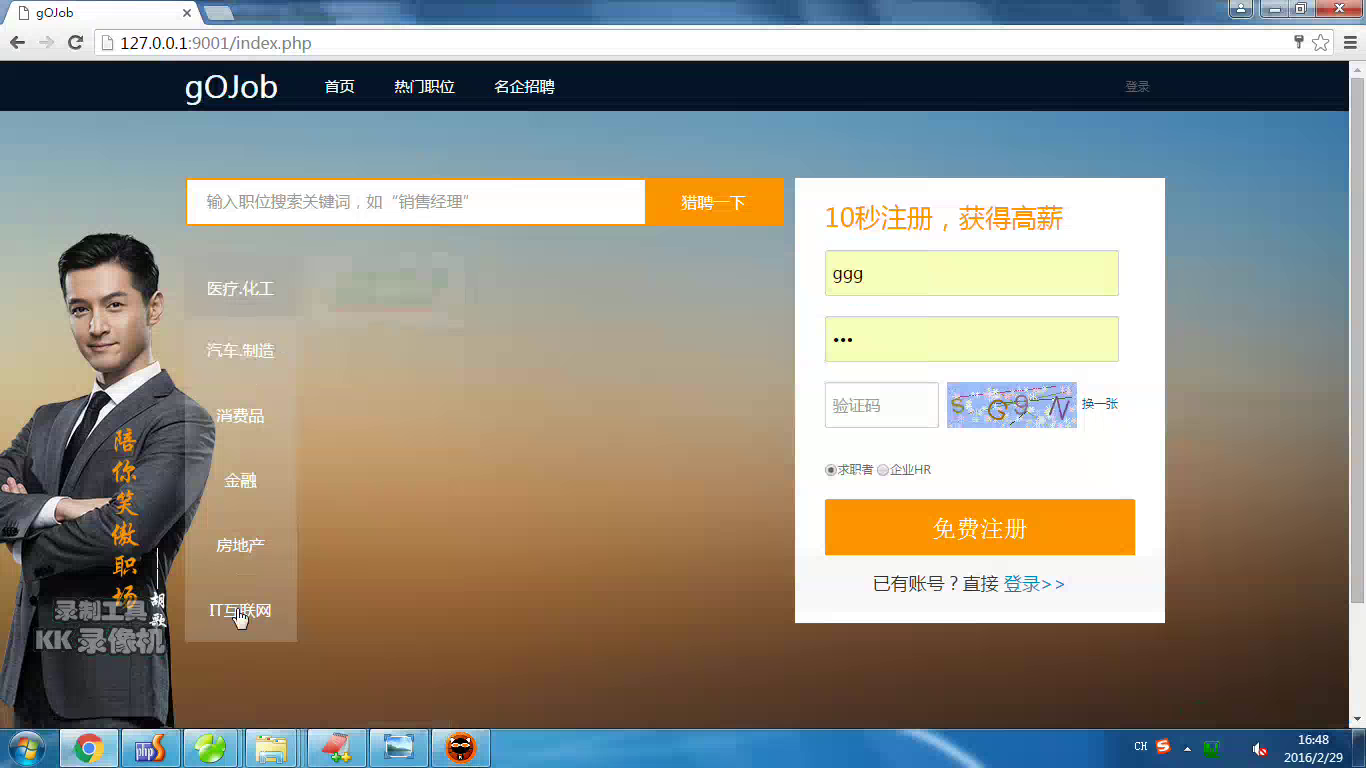 gOJob
127.0.0.1:9001/index.php
gOJob 首页 热门职位 名企招聘 登录
输入职位搜索关键词，如“销售经理”
猎聘一下
医疗.化工
汽车.制造
消费品
金融
房地产
IT互联网
陪你笑傲职场
胡歌
录制工具
KK 录像机
10秒注册，获得高薪
ggg
•••
验证码
S G 9 N
换一张
求职者 企业HR
免费注册
已有账号？直接 登录>>
php
CH
16:48
2016/2/29